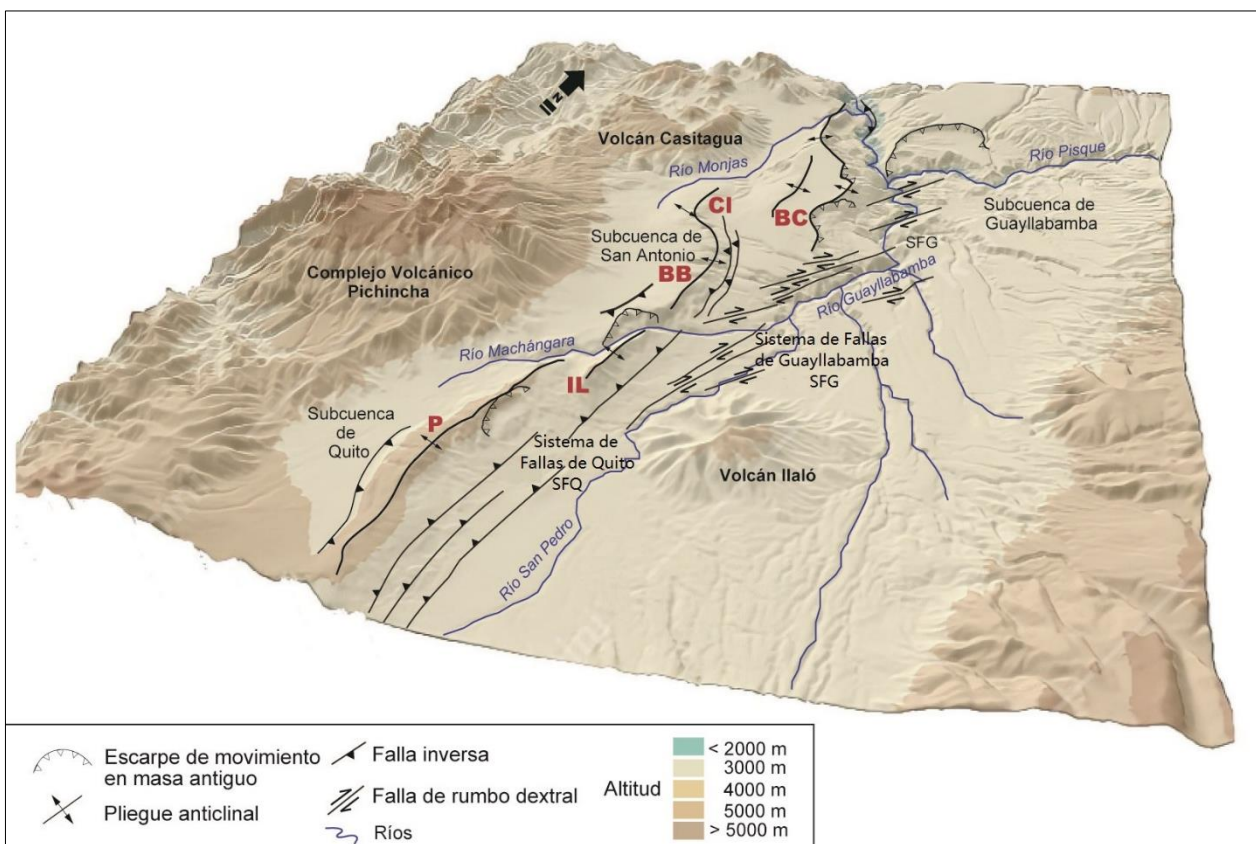 N
Volcán Casitagua
Río Monjas
Río Pisque
Subcuenca de
Guayllabamba
CI
BC
Subcuenca de
San Antonio
SFG
Complejo Volcánico
Pichincha
BB
Río Guayllabamba
Río Machángara
Sistema de Fallas
de Guayllabamba
SFG
IL
Subcuenca
de
Quito
P
Sistema de
Fallas de Quito
SFQ
Volcán Ilaló
Río San Pedro
Escarpe de movimiento
en masa antiguo
Pliegue anticlinal
Falla inversa
Falla de rumbo dextral
Ríos
Altitud
< 2000 m
3000 m
4000 m
5000 m
> 5000 m